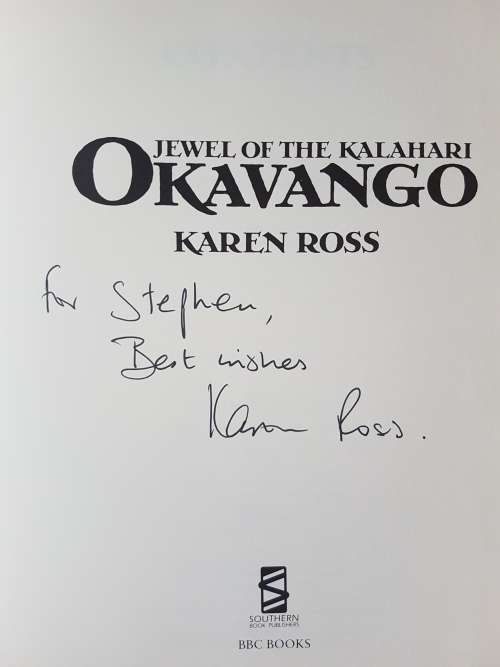 JEWEL OF THE KALAHARI
OKAVANGO
KAREN ROSS
for Stephen,
Best wishes
Karen Ross.
SOUTHERN
BOOK PUBLISHERS
BBC BOOKS